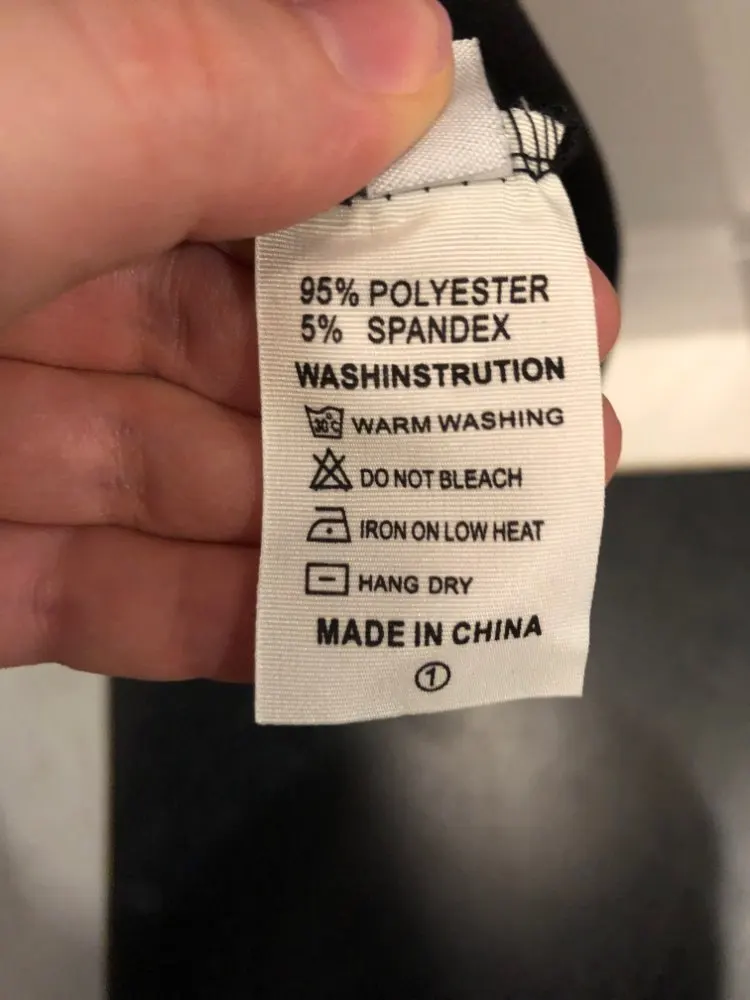 95% POLYESTER
5% SPANDEX
WASHINSTRUTION
30°C WARM WASHING
DO NOT BLEACH
IRON ON LOW HEAT
HANG DRY
MADE IN CHINA
①